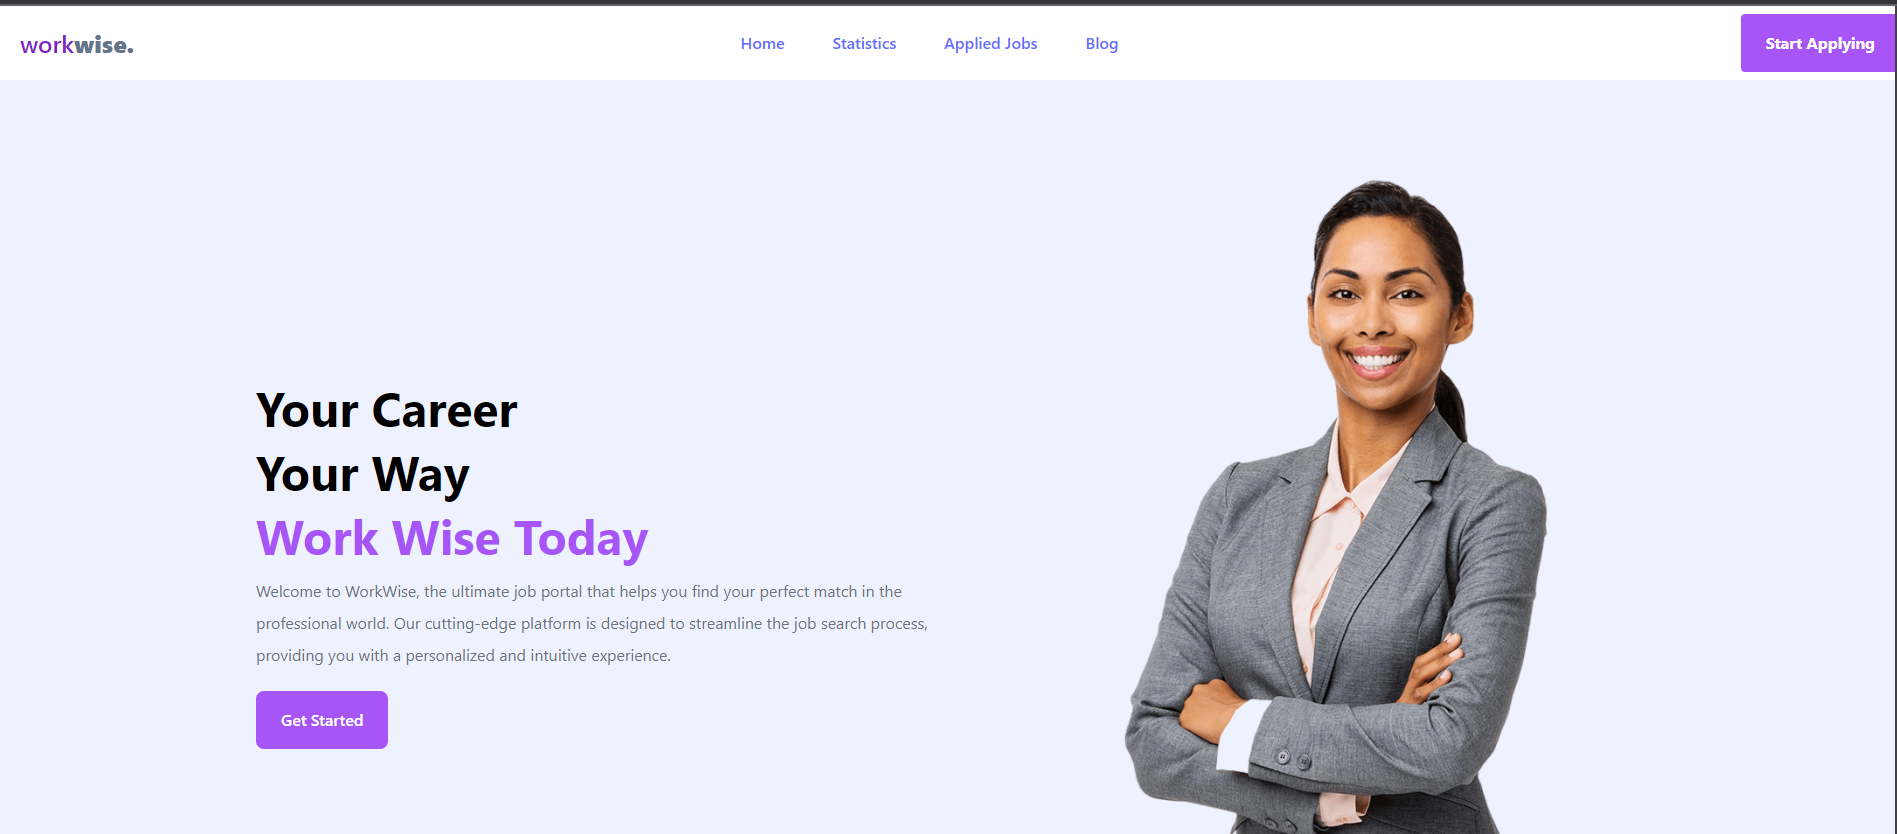 workwise.
Home Statistics Applied Jobs Blog
Start Applying
Your Career
Your Way
Work Wise Today
Welcome to WorkWise, the ultimate job portal that helps you find your perfect match in the
professional world. Our cutting-edge platform is designed to streamline the job search process,
providing you with a personalized and intuitive experience.
Get Started